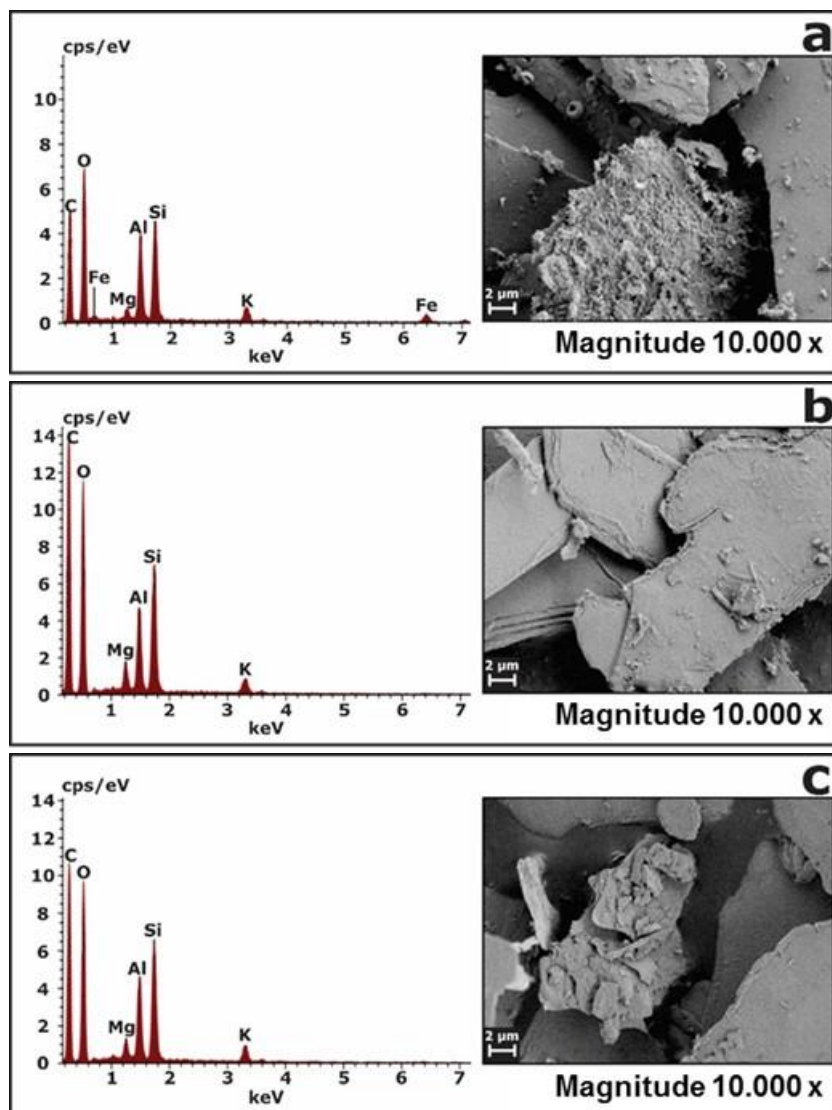 a
cps/eV
10
8
6
4
2
0
C
O
Fe
Mg
Al
Si
K
Fe
1 2 3 4 5 6 7
keV
2 µm
Magnitude 10.000 x
b
cps/eV
14
12
10
8
6
4
2
0
C
O
Mg
Al
Si
K
1 2 3 4 5 6 7
keV
2 µm
Magnitude 10.000 x
c
cps/eV
14
12
10
8
6
4
2
0
C
O
Mg
Al
Si
K
1 2 3 4 5 6 7
keV
2 µm
Magnitude 10.000 x